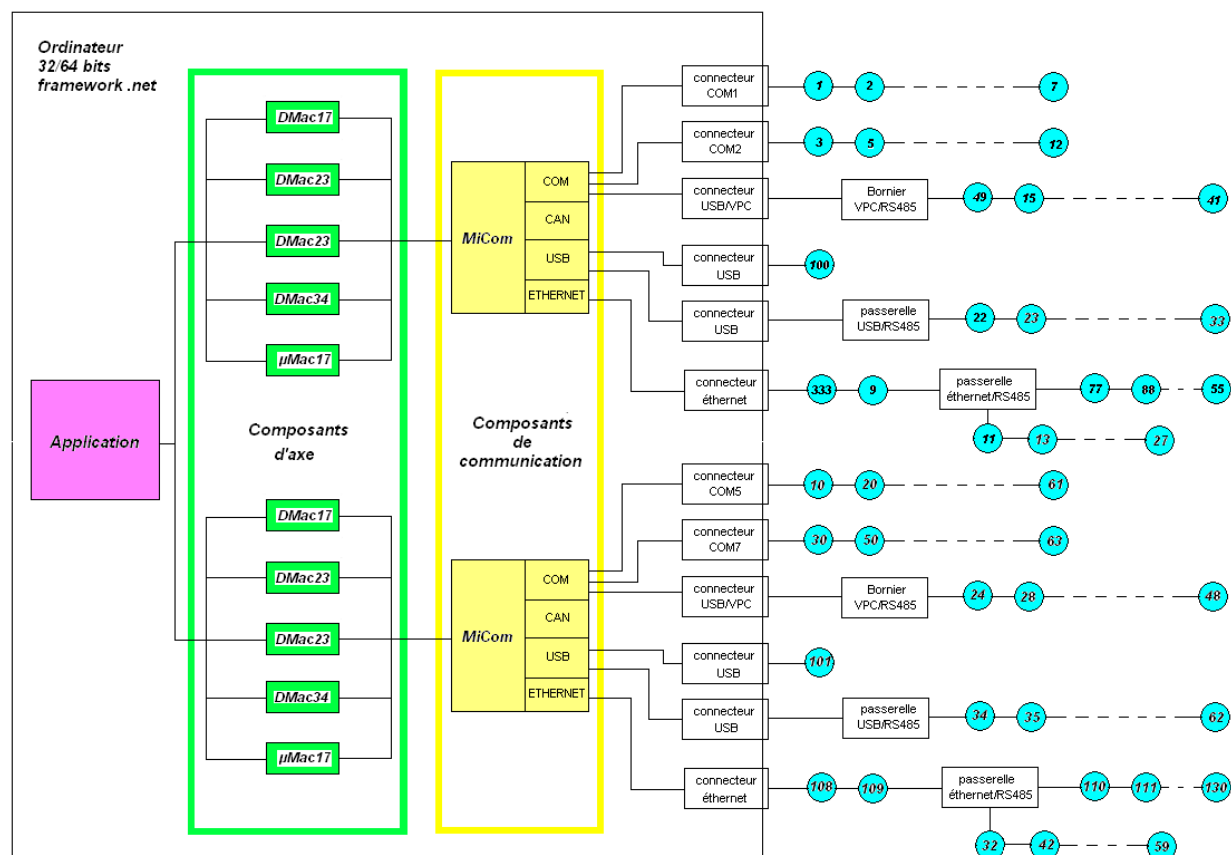 Ordinateur
32/64 bits
framework .net
DMac17
DMac23
DMac23
DMac34
µMac17
Application
Composants
d'axe
DMac17
DMac23
DMac23
DMac34
µMac17
MiCom
COM
CAN
USB
ETHERNET
Composants
de
communication
MiCom
COM
CAN
USB
ETHERNET
connecteur
COM1
1
2
7
connecteur
COM2
3
5
12
connecteur
USB/VPC
Bornier
VPC/RS485
49
15
41
connecteur
USB
100
connecteur
USB
passerelle
USB/RS485
22
23
33
connecteur
éthernet
333
9
passerelle
éthernet/RS485
77
88
55
11
13
27
connecteur
COM5
10
20
61
connecteur
COM7
30
50
63
connecteur
USB/VPC
Bornier
VPC/RS485
24
28
48
connecteur
USB
101
connecteur
USB
passerelle
USB/RS485
34
35
62
connecteur
éthernet
108
109
passerelle
éthernet/RS485
110
111
130
32
42
59